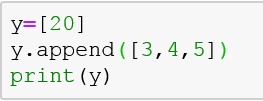 y=[20]
y.append([3,4,5])
print(y)